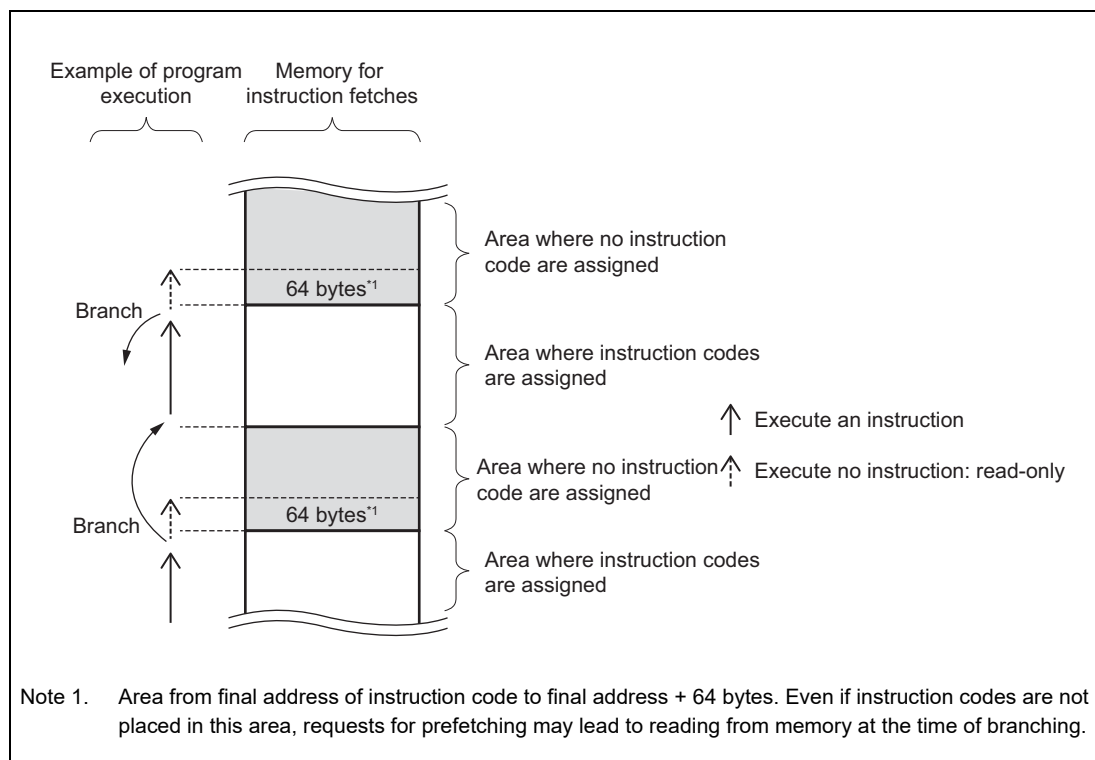 Example of program
execution
Memory for
instruction fetches
Area where no instruction
code are assigned
64 bytes*1
Branch
Area where instruction codes
are assigned
Execute an instruction
Area where no instruction
code are assigned
Execute no instruction: read-only
64 bytes*1
Branch
Area where instruction codes
are assigned
Note 1. Area from final address of instruction code to final address + 64 bytes. Even if instruction codes are not
placed in this area, requests for prefetching may lead to reading from memory at the time of branching.